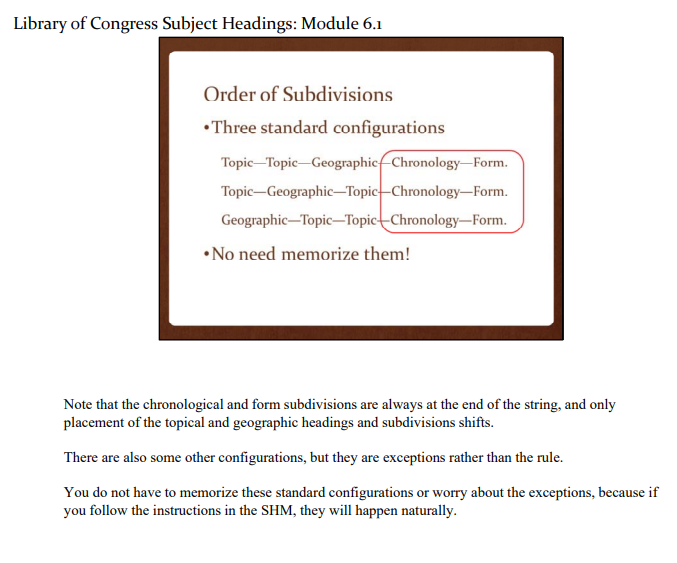 Library of Congress Subject Headings: Module 6.1
Order of Subdivisions
•Three standard configurations
Topic—Topic—Geographic—Chronology—Form.
Topic—Geographic—Topic—Chronology—Form.
Geographic—Topic—Topic—Chronology—Form.
•No need memorize them!
Note that the chronological and form subdivisions are always at the end of the string, and only
placement of the topical and geographic headings and subdivisions shifts.
There are also some other configurations, but they are exceptions rather than the rule.
You do not have to memorize these standard configurations or worry about the exceptions, because if
you follow the instructions in the SHM, they will happen naturally.